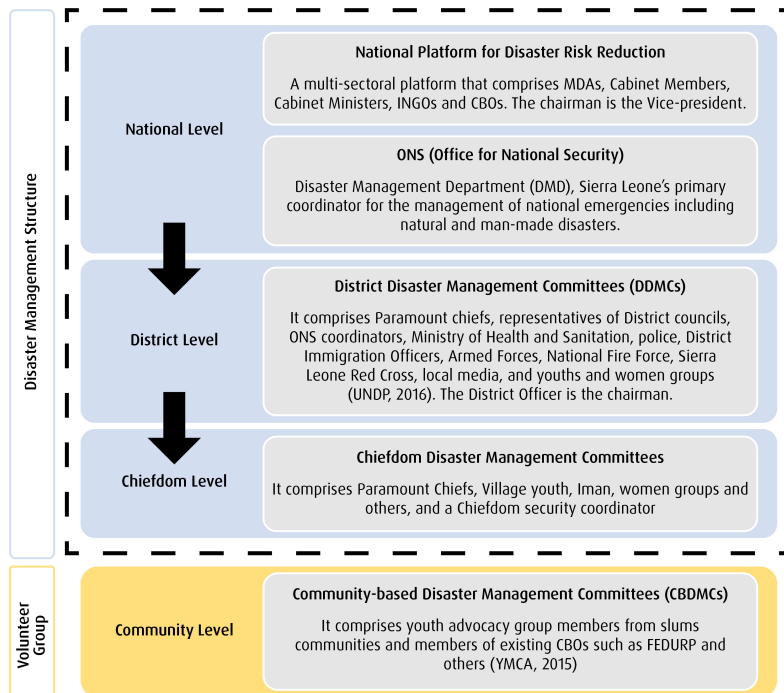 Disaster Management Structure
National Level
National Platform for Disaster Risk Reduction
A multi-sectoral platform that comprises MDAs, Cabinet Members,
Cabinet Ministers, INGOs and CBOs. The chairman is the Vice-president.
ONS (Office for National Security)
Disaster Management Department (DMD), Sierra Leone’s primary
coordinator for the management of national emergencies including
natural and man-made disasters.
District Level
District Disaster Management Committees (DDMCs)
It comprises Paramount chiefs, representatives of District councils,
ONS coordinators, Ministry of Health and Sanitation, police, District
Immigration Officers, Armed Forces, National Fire Force, Sierra
Leone Red Cross, local media, and youths and women groups
(UNDP, 2016). The District Officer is the chairman.
Chiefdom Level
Chiefdom Disaster Management Committees
It comprises Paramount Chiefs, Village youth, Iman, women groups and
others, and a Chiefdom security coordinator
Volunteer
Group
Community Level
Community-based Disaster Management Committees (CBDMCs)
It comprises youth advocacy group members from slums
communities and members of existing CBOs such as FEDURP and
others (YMCA, 2015)